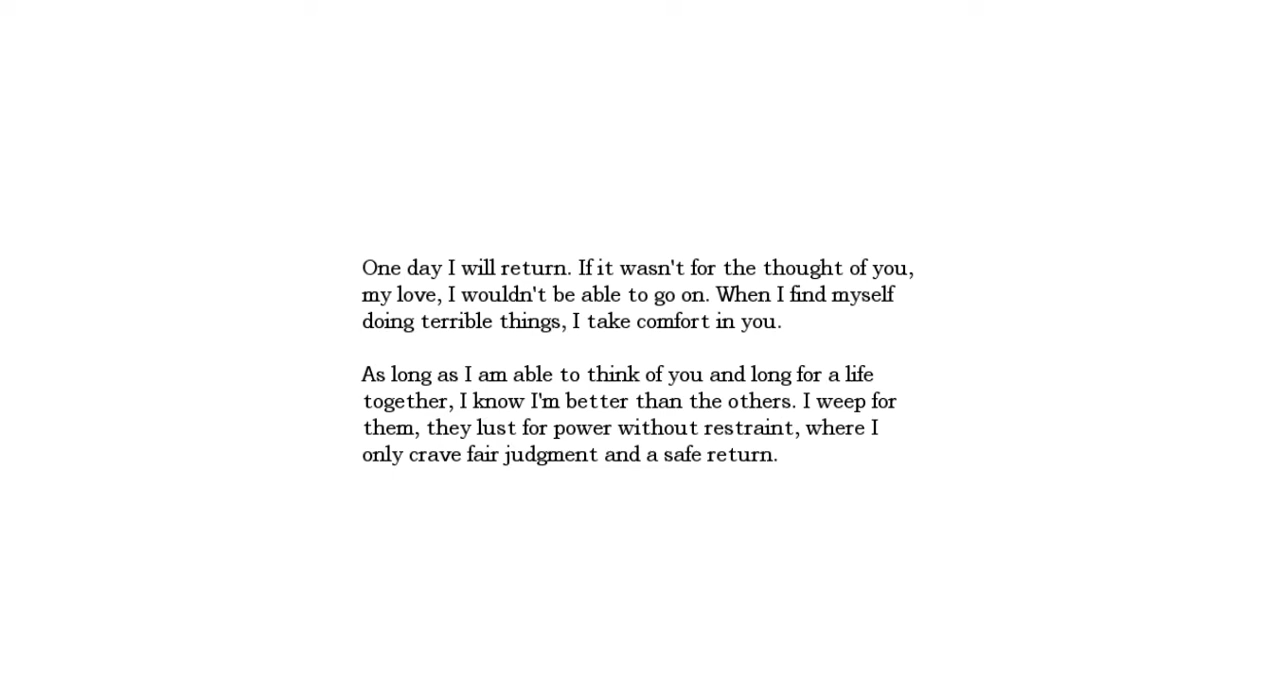 One day I will return. If it wasn't for the thought of you,
my love, I wouldn't be able to go on. When I find myself
doing terrible things, I take comfort in you.
As long as I am able to think of you and long for a life
together, I know I'm better than the others. I weep for
them, they lust for power without restraint, where I
only crave fair judgment and a safe return.